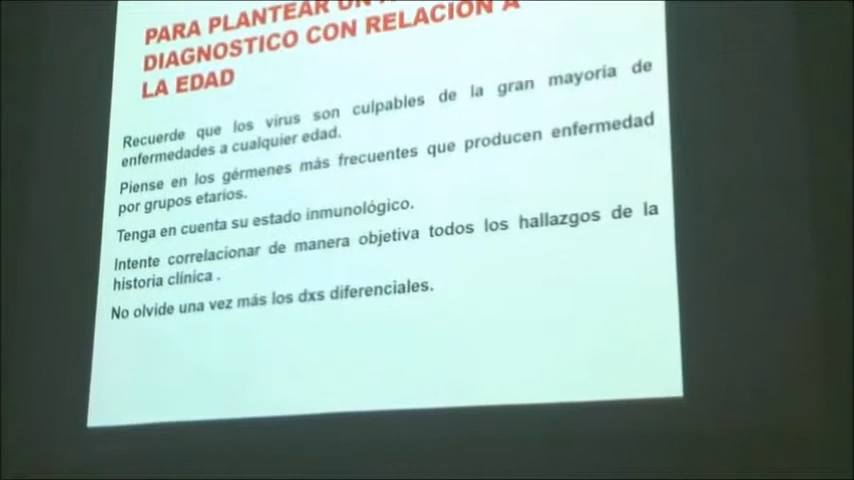 PARA PLANTEAR UN
DIAGNOSTICO CON RELACION A
LA EDAD
Recuerde que los virus son culpables de la gran mayoría de
enfermedades a cualquier edad.
Piense en los gérmenes más frecuentes que producen enfermedad
por grupos etarios.
Tenga en cuenta su estado inmunológico.
Intente correlacionar de manera objetiva todos los hallazgos de la
historia clínica .
No olvide una vez más los dxs diferenciales.